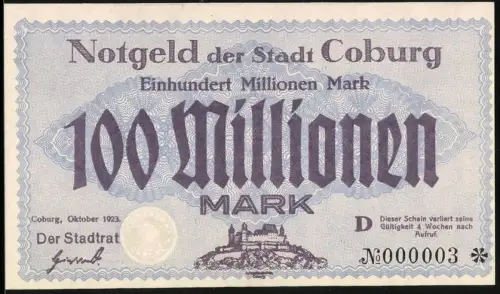 Notgeld der Stadt Coburg
Einhundert Millionen Mark
100 Millionen
MARK
Coburg, Oktober 1923.
Der Stadtrat
D
Dieser Schein verliert seine
Gültigkeit 4 Wochen nach
Aufruf.
№000003 *